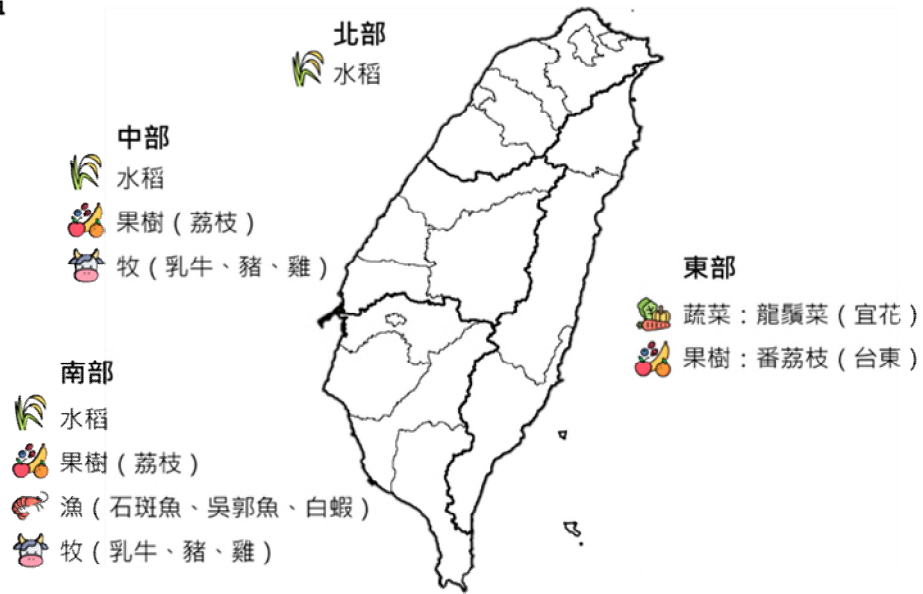 北部
水稻
中部
水稻
果樹（荔枝）
牧（乳牛、豬、雞）
東部
蔬菜：龍鬚菜（宜花）
果樹：番荔枝（台東）
南部
水稻
果樹（荔枝）
漁（石斑魚、吳郭魚、白蝦）
牧（乳牛、豬、雞）